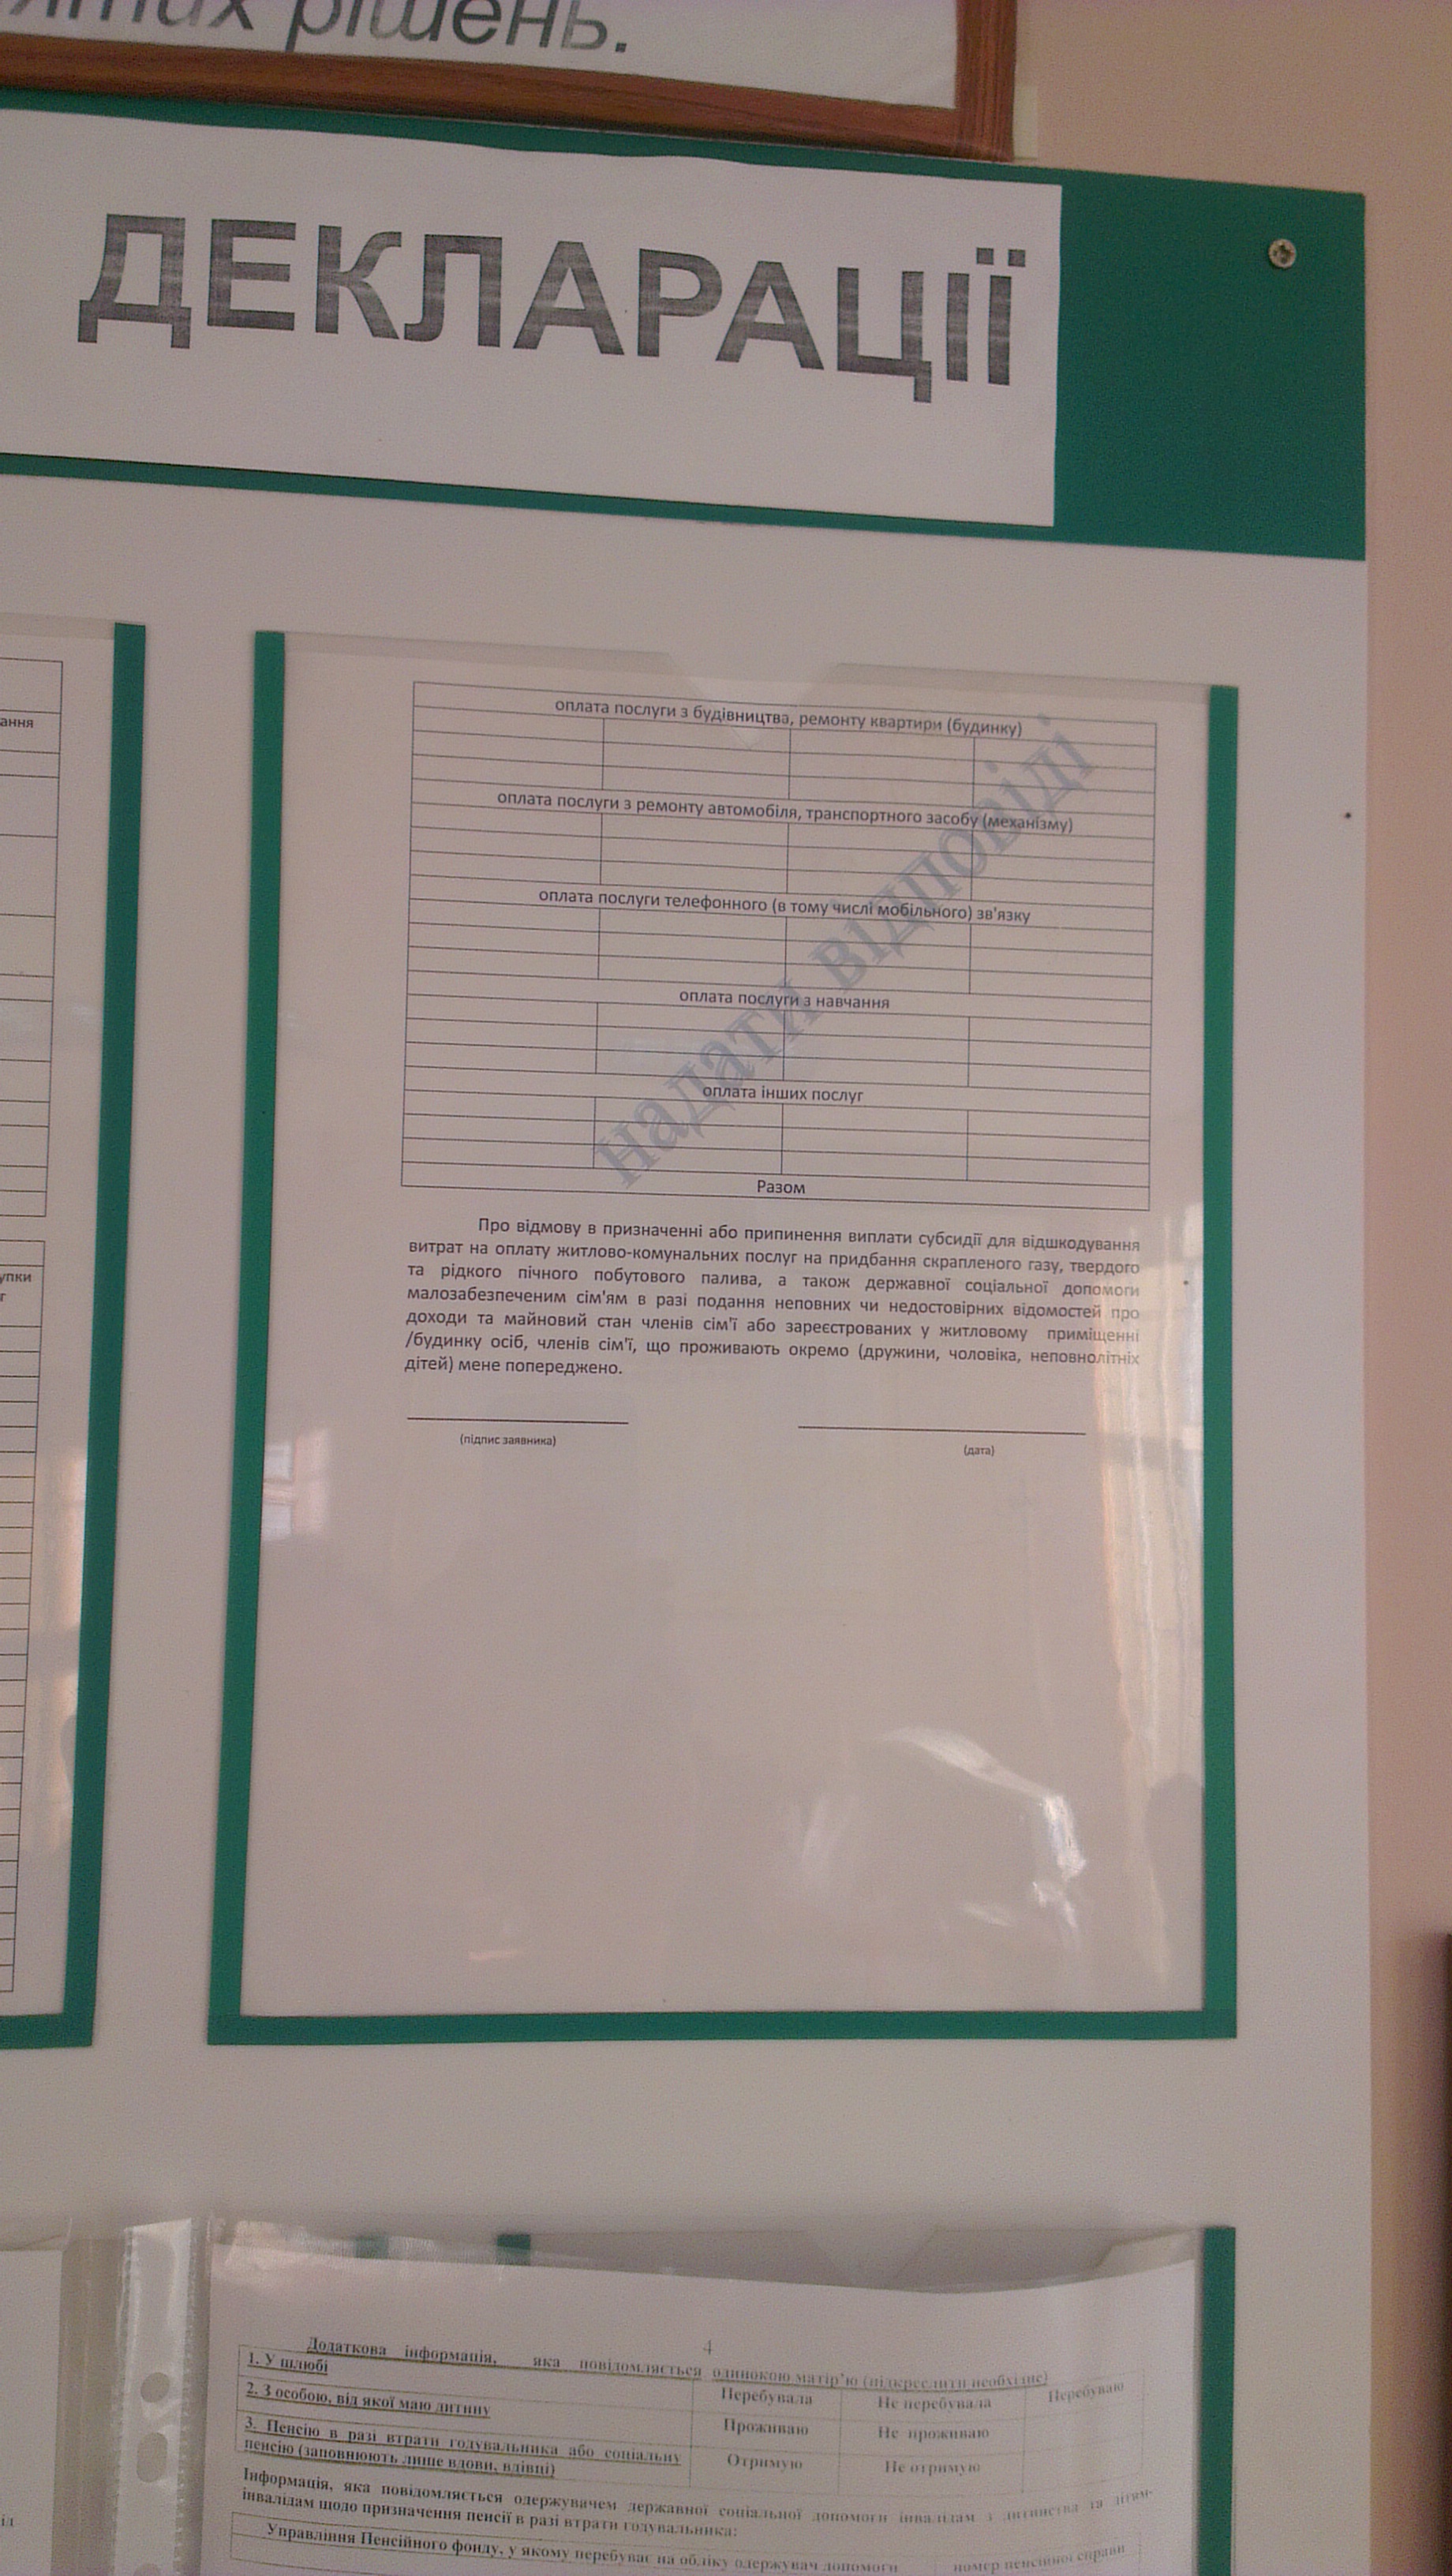 рішень.
ДЕКЛАРАЦІЇ
ання
упки
г
оплата послуги з будівництва, ремонту квартири (будинку)
оплата послуги з ремонту автомобіля, транспортного засобу (механізму)
оплата послуги телефонного (в тому числі мобільного) зв'язку
оплата послуги з навчання
оплата інших послуг
Разом
надати відповіді
Про відмову в призначенні або припинення виплати субсидії для відшкодування
витрат на оплату житлово-комунальних послуг на придбання скрапленого газу, твердого
та рідкого пічного побутового палива, а також державної соціальної допомоги
малозабезпеченим сім'ям в разі подання неповних чи недостовірних відомостей про
доходи та майновий стан членів сім'ї або зареєстрованих у житловому приміщенні
/будинку осіб, членів сім'ї, що проживають окремо (дружини, чоловіка, неповнолітніх
дітей) мене попереджено.
(підпис заявника) (дата)
4
Додаткова інформація, яка повідомляється одинокою матір'ю (підкреслити необхідне)
1. У шлюбі Перебувала Не перебувала Перебуваю
2. З особою, від якої маю дитину Проживаю Не проживаю
3. Пенсію в разі втрати годувальника або соціальну Отримую Не отримую
пенсію (заповнюють лише вдови, вдівці)
Інформація, яка повідомляється одержувачем державної соціальної допомоги інвалідам з дитинства та дітям-
інвалідам щодо призначення пенсії в разі втрати годувальника:
Управління Пенсійного фонду, у якому перебуває на обліку одержувач допомоги номер пенсійної справи